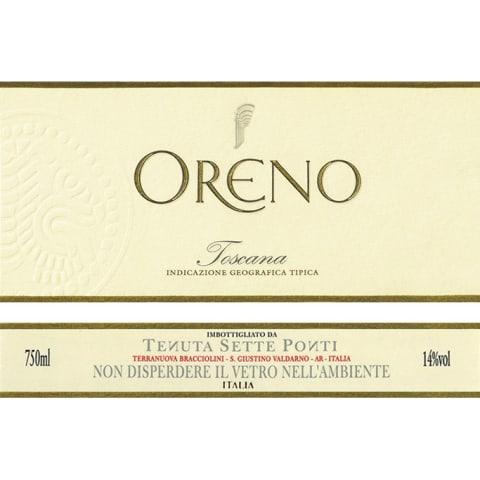 ORENO
Toscana
INDICAZIONE GEOGRAFICA TIPICA
IMBOTTIGLIATO DA
TENUTA SETTE PONTI
TERRANUOVA BRACCIOLINI - S. GIUSTINO VALDARNO - AR - ITALIA
750ml
14%vol
NON DISPERDERE IL VETRO NELL'AMBIENTE
ITALIA